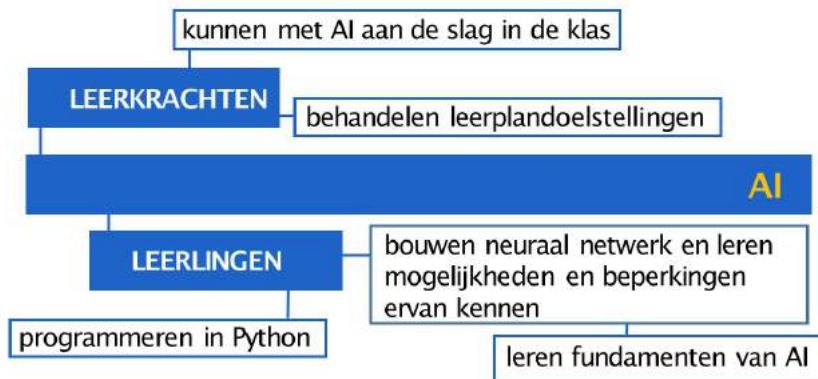 kunnen met AI aan de slag in de klas
LEERKRACHTEN
behandelen leerplandoelstellingen
AI
LEERLINGEN
bouwen neuraal netwerk en leren
mogelijkheden en beperkingen
ervan kennen
programmeren in Python
leren fundamenten van AI